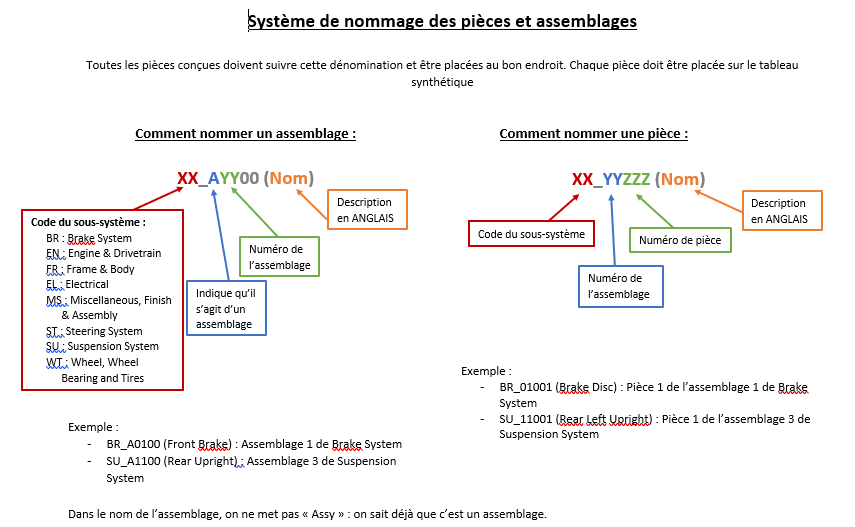 Système de nommage des pièces et assemblages
Toutes les pièces conçues doivent suivre cette dénomination et être placées au bon endroit. Chaque pièce doit être placée sur le tableau
synthétique
Comment nommer un assemblage :
XX_AYY00 (Nom)
Description
en ANGLAIS
Code du sous-système :
BR : Brake System
EN : Engine & Drivetrain
FR : Frame & Body
EL : Electrical
MS : Miscellaneous, Finish
& Assembly
ST : Steering System
SU : Suspension System
WT : Wheel, Wheel
Bearing and Tires
Numéro de
l'assemblage
Indique qu'il
s'agit d'un
assemblage
Exemple :
- BR_A0100 (Front Brake) : Assemblage 1 de Brake System
- SU_A1100 (Rear Upright) : Assemblage 3 de Suspension
System
Dans le nom de l'assemblage, on ne met pas « Assy » : on sait déjà que c'est un assemblage.
Comment nommer une pièce :
XX_YYZZZ (Nom)
Description
en ANGLAIS
Code du sous-système
Numéro de pièce
Numéro de
l'assemblage
Exemple :
- BR_01001 (Brake Disc) : Pièce 1 de l'assemblage 1 de Brake
System
- SU_11001 (Rear Left Upright) : Pièce 1 de l'assemblage 3 de
Suspension System